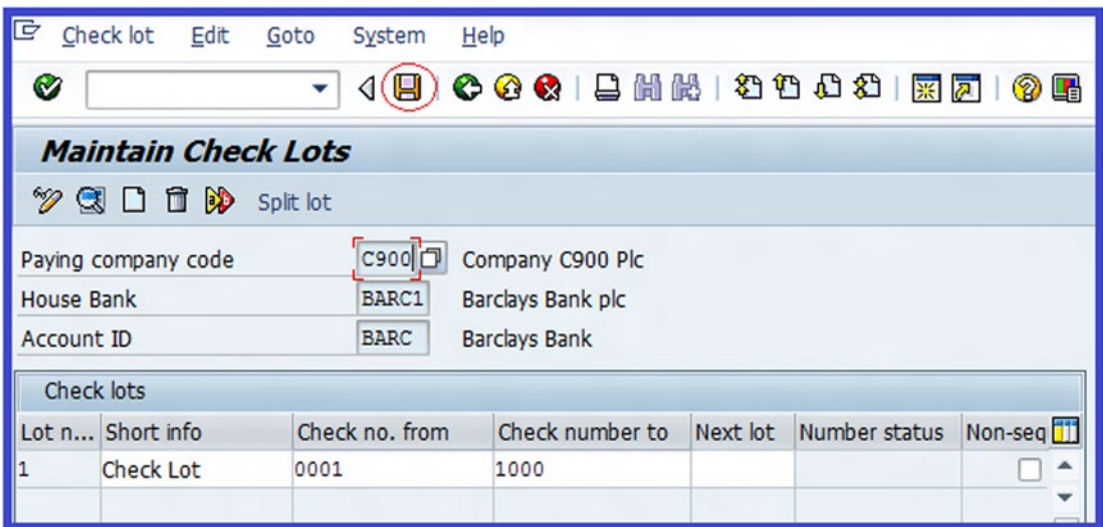 Check lot Edit Goto System Help
Maintain Check Lots
Split lot
Paying company code C900 Company C900 Plc
House Bank BARC1 Barclays Bank plc
Account ID BARC Barclays Bank
Check lots
Lot n... Short info Check no. from Check number to Next lot Number status Non-seq
1 Check Lot 0001 1000